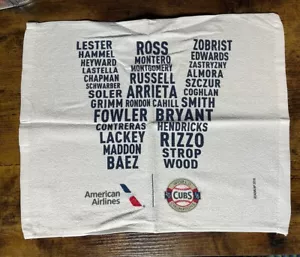 LESTER ROSS ZOBRIST
HAMMEL MONTERO EDWARDS
HEYWARD MONTGOMERY ZASTRYZNY
LASTELLA RUSSELL ALMORA
CHAPMAN SZCZUR
SCHWARBER ARRIETA COGHLAN
SOLER
GRIMM RONDON CAHILL SMITH
FOWLER BRYANT
CONTRERAS HENDRICKS
LACKEY RIZZO
MADDON STROP
BAEZ WOOD
American
Airlines
CUBS